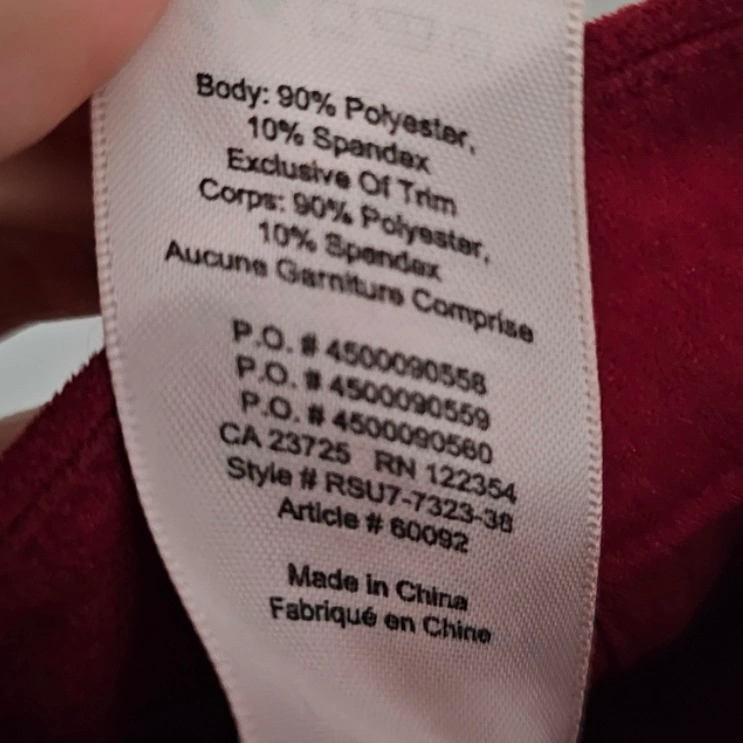 Body: 90% Polyester,
10% Spandex
Exclusive Of Trim
Corps: 90% Polyester,
10% Spandex
Aucune Garniture Comprise
P.O. # 4500090558
P.O. # 4500090559
P.O. # 4500090560
CA 23725 RN 122354
Style # RSU7-7323-38
Article # 60092
Made in China
Fabriqué en Chine